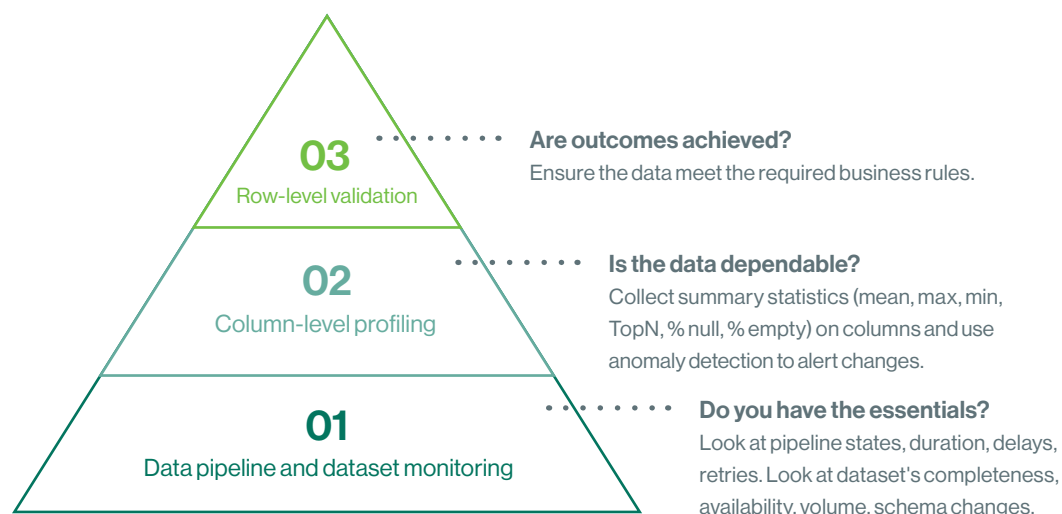 03
Row-level validation
Are outcomes achieved?
Ensure the data meet the required business rules.
02
Column-level profiling
Is the data dependable?
Collect summary statistics (mean, max, min,
TopN, % null, % empty) on columns and use
anomaly detection to alert changes.
01
Data pipeline and dataset monitoring
Do you have the essentials?
Look at pipeline states, duration, delays,
retries. Look at dataset's completeness,
availability, volume, schema changes.